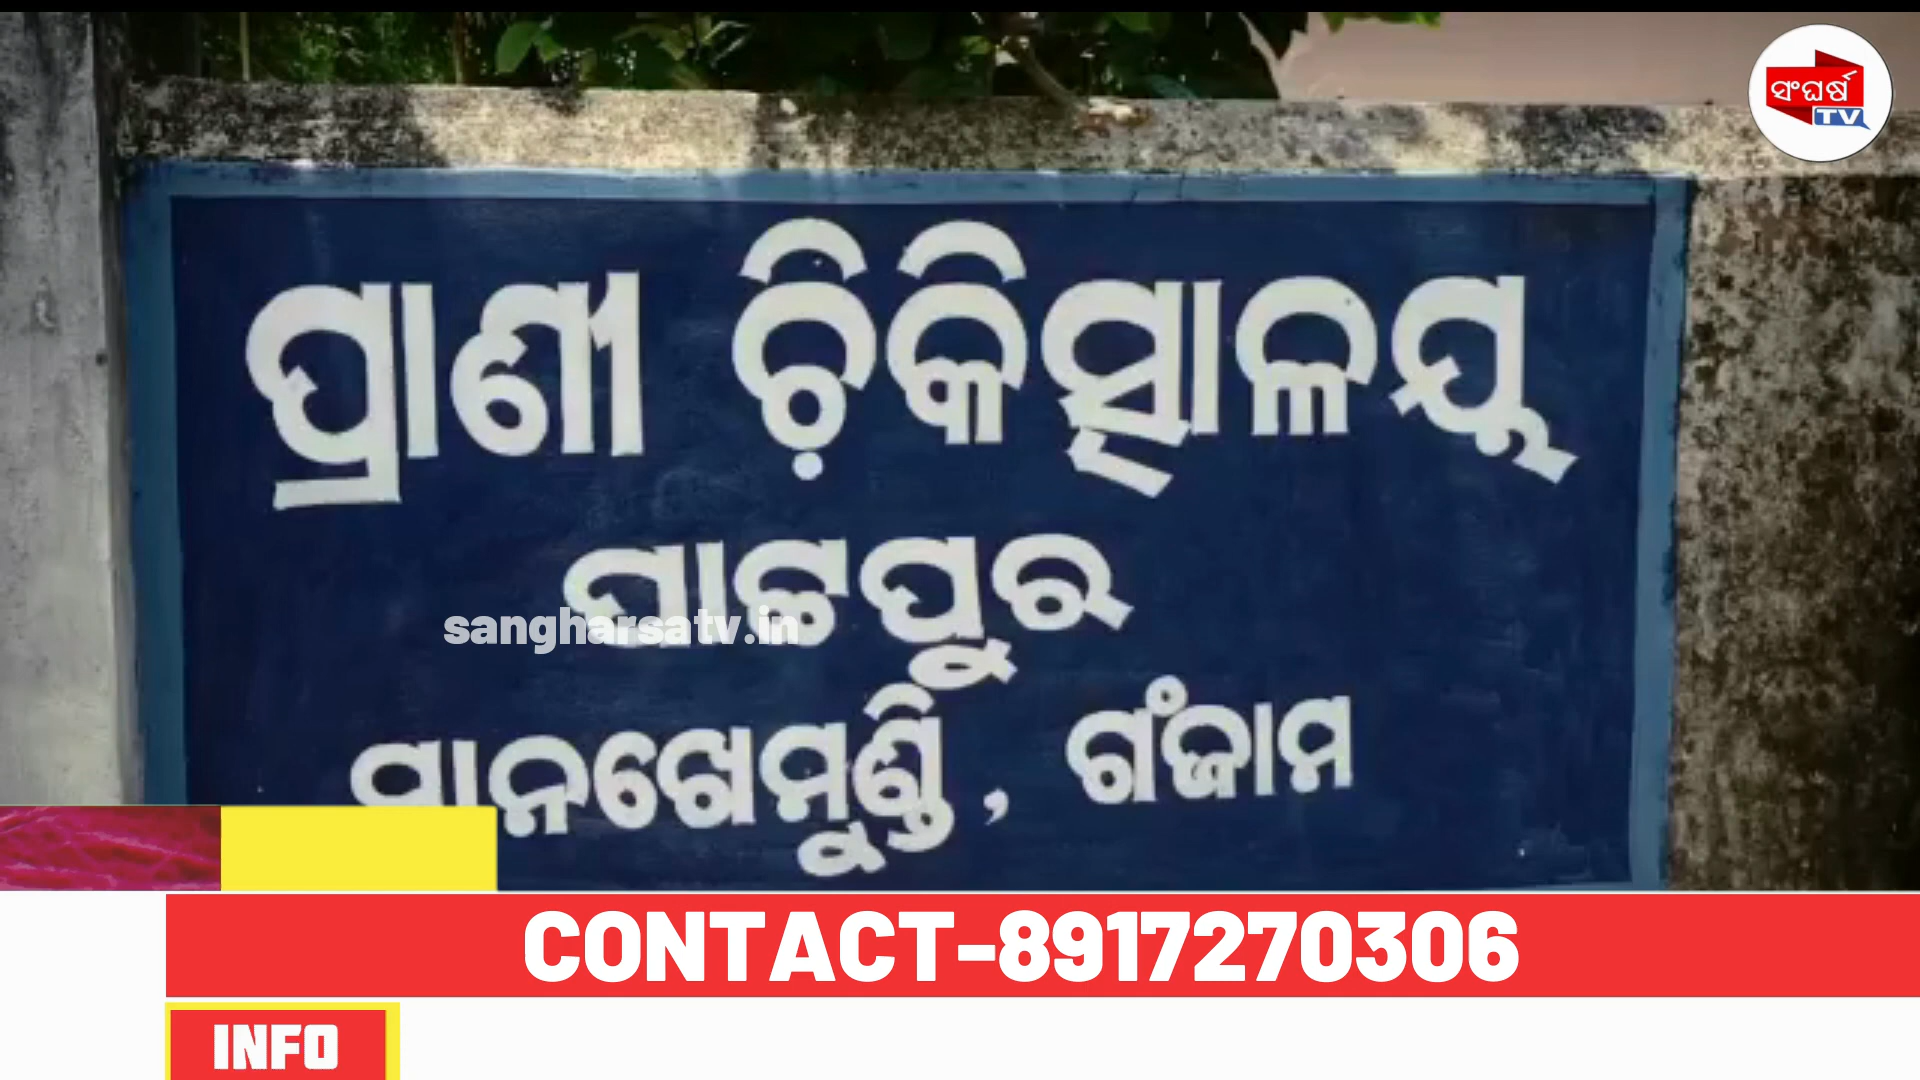 ସଂଘର୍ଷ
TV
ପ୍ରାଣୀ ଚିକିତ୍ସାଳୟ
ପାଟପୁର
sangharsatv.in
ସାନଖେମୁଣ୍ଡି , ଗଂଜାମ
CONTACT-8917270306
INFO